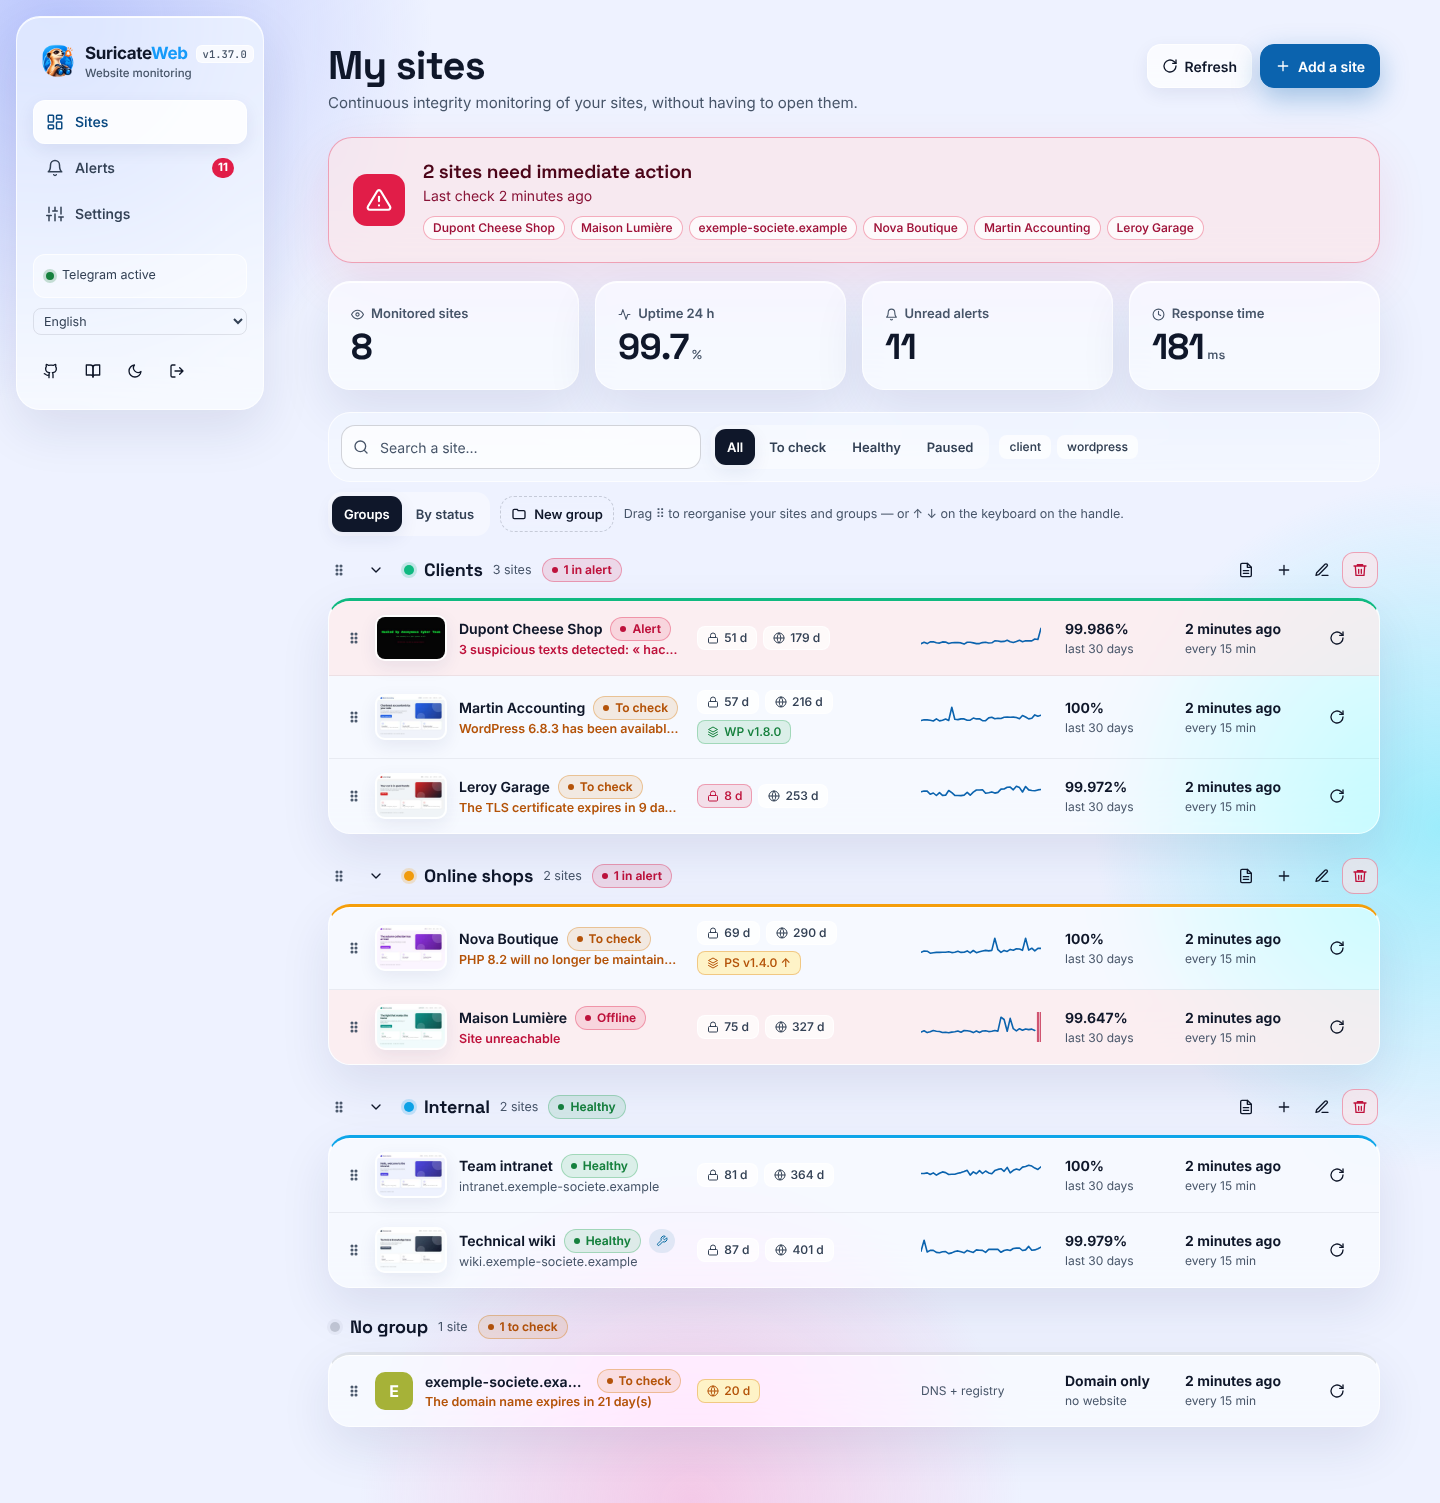 SuricateWeb v1.37.0
Website monitoring
Sites
Alerts 11
Settings
Telegram active
English
My sites
Continuous integrity monitoring of your sites, without having to open them.
Refresh
+ Add a site
2 sites need immediate action
Last check 2 minutes ago
Dupont Cheese Shop Maison Lumière exemple-societe.example Nova Boutique Martin Accounting Leroy Garage
Monitored sites
8
Uptime 24 h
99.7 %
Unread alerts
11
Response time
181 ms
Search a site...
All To check Healthy Paused client wordpress
Groups By status New group Drag ⠿ to reorganise your sites and groups — or ↑ ↓ on the keyboard on the handle.
Clients 3 sites 1 in alert
Dupont Cheese Shop Alert
3 suspicious texts detected: « hac...
51 d 179 d
99.986%
last 30 days
2 minutes ago
every 15 min
Martin Accounting To check
WordPress 6.8.3 has been availabl...
57 d 216 d
WP v1.8.0
100%
last 30 days
2 minutes ago
every 15 min
Leroy Garage To check
The TLS certificate expires in 9 da...
8 d 253 d
99.972%
last 30 days
2 minutes ago
every 15 min
Online shops 2 sites 1 in alert
Nova Boutique To check
PHP 8.2 will no longer be maintain...
69 d 290 d
PS v1.4.0 ↑
100%
last 30 days
2 minutes ago
every 15 min
Maison Lumière Offline
Site unreachable
75 d 327 d
99.647%
last 30 days
2 minutes ago
every 15 min
Internal 2 sites Healthy
Team intranet Healthy
intranet.exemple-societe.example
81 d 364 d
100%
last 30 days
2 minutes ago
every 15 min
Technical wiki Healthy
wiki.exemple-societe.example
87 d 401 d
99.979%
last 30 days
2 minutes ago
every 15 min
No group 1 site 1 to check
E
exemple-societe.exa... To check
The domain name expires in 21 day(s)
20 d
DNS + registry
Domain only
no website
2 minutes ago
every 15 min